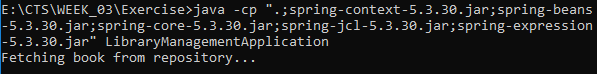 E:\CTS\WEEK_03\Exercise>java -cp ".;spring-context-5.3.30.jar;spring-beans
-5.3.30.jar;spring-core-5.3.30.jar;spring-jcl-5.3.30.jar;spring-expression
-5.3.30.jar" LibraryManagementApplication
Fetching book from repository...